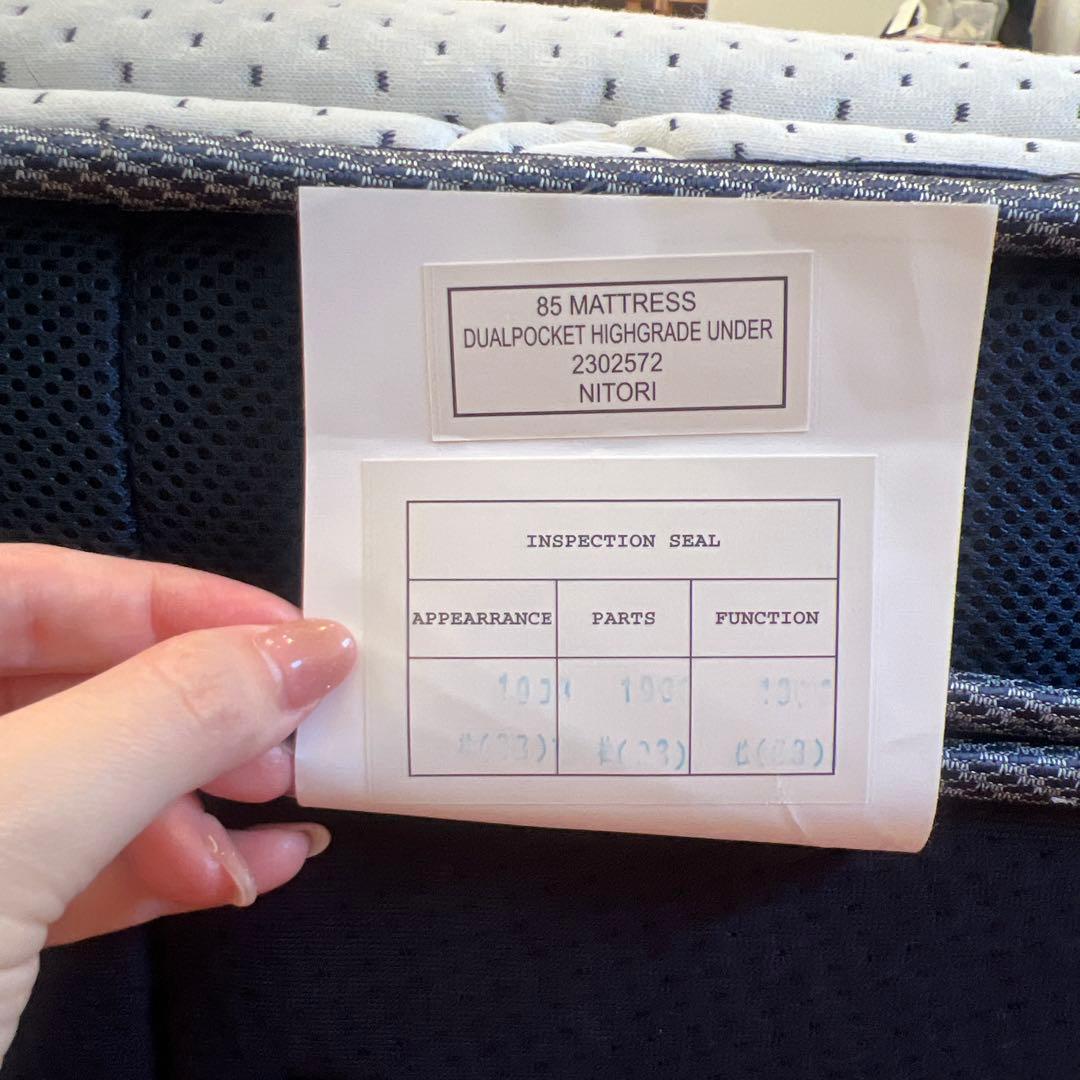 85 MATTRESS
DUALPOCKET HIGHGRADE UNDER
2302572
NITORI
INSPECTION SEAL
APPEARRANCE PARTS FUNCTION